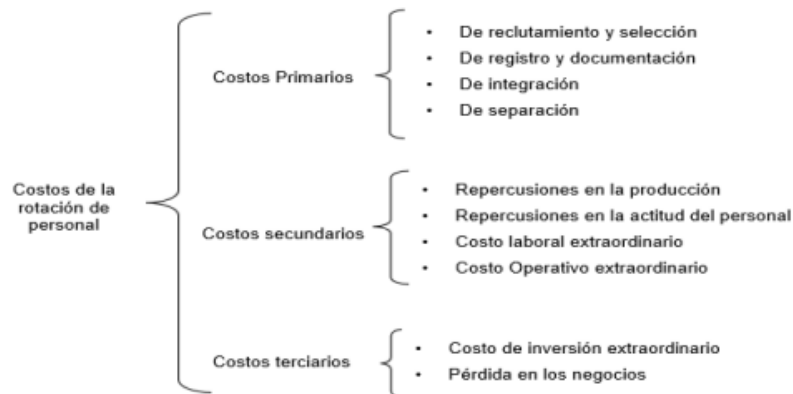 Costos de la
rotación de
personal
Costos Primarios
• De reclutamiento y selección
• De registro y documentación
• De integración
• De separación
Costos secundarios
• Repercusiones en la producción
• Repercusiones en la actitud del personal
• Costo laboral extraordinario
• Costo Operativo extraordinario
Costos terciarios
• Costo de inversión extraordinario
• Pérdida en los negocios